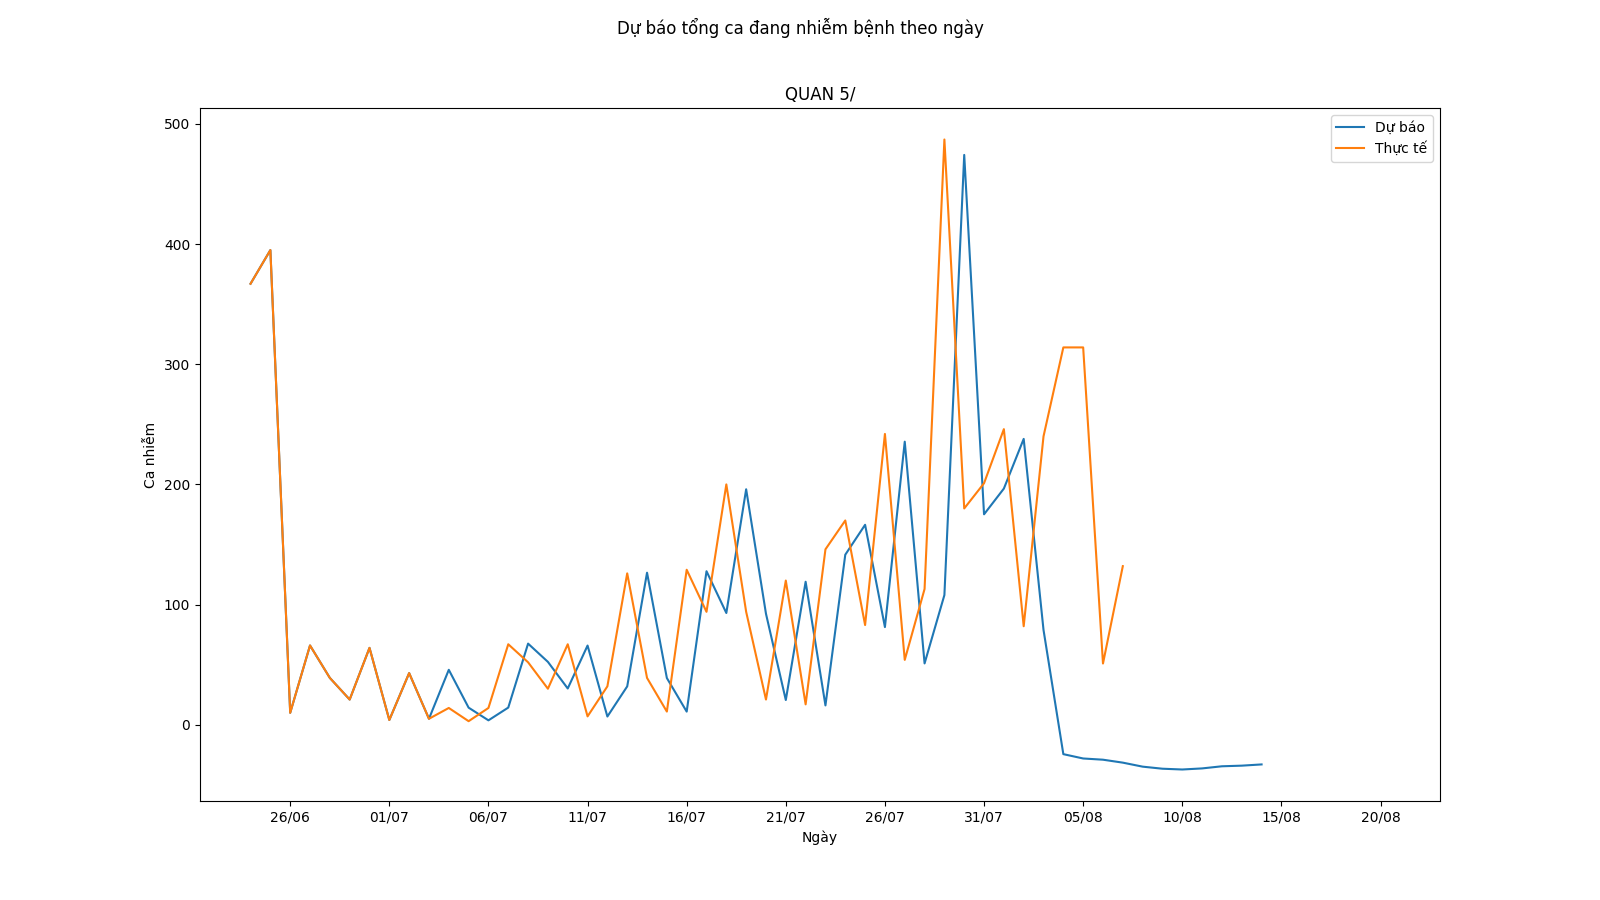 Dự báo tổng ca đang nhiễm bệnh theo ngày
QUAN 5/
Dự báo
Thực tế
500
400
300
200
100
0
Ca nhiễm
26/06 01/07 06/07 11/07 16/07 21/07 26/07 31/07 05/08 10/08 15/08 20/08
Ngày